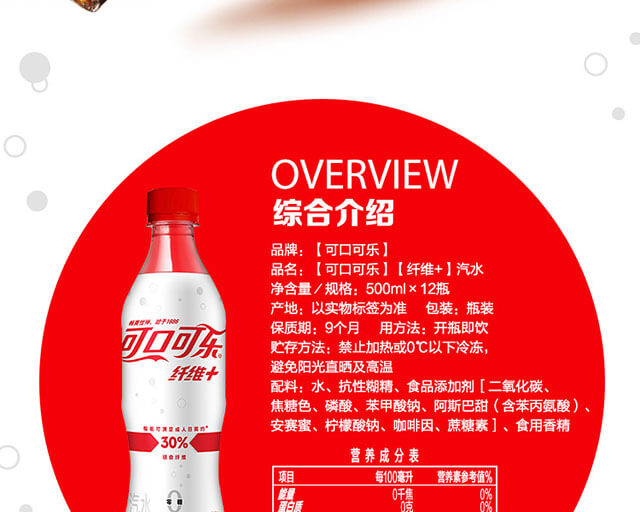 OVERVIEW
综合介绍
品牌：【可口可乐】
品名：【可口可乐】【纤维+】汽水
净含量／规格：500ml×12瓶
产地：以实物标签为准 包装：瓶装
保质期：9个月 用方法：开瓶即饮
贮存方法：禁止加热或0℃以下冷冻，
避免阳光直晒及高温
配料：水、抗性糊精、食品添加剂［二氧化碳、
焦糖色、磷酸、苯甲酸钠、阿斯巴甜（含苯丙氨酸）、
安赛蜜、柠檬酸钠、咖啡因、蔗糖素］、食用香精
营养成分表
项目 每100毫升 营养素参考值%
能量 0千焦 0%
蛋白质 0克 0%
可口可乐
纤维+
30%
膳食纤维
汽水
零糖